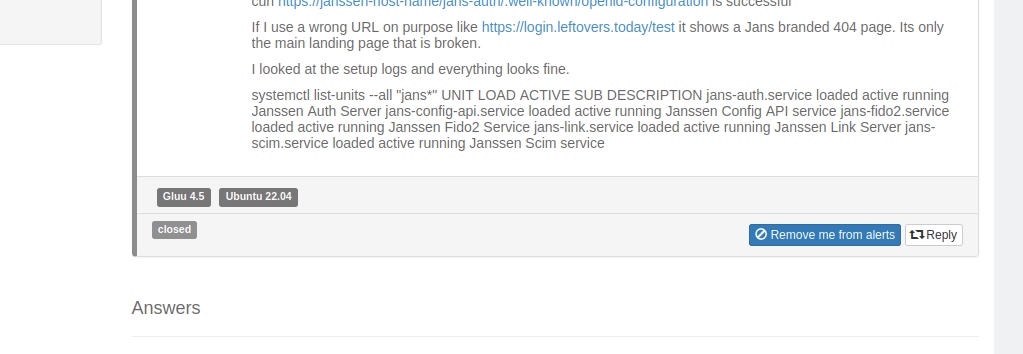 curl https://janssen-host-name/jans-auth/.well-known/openid-configuration is successful
If I use a wrong URL on purpose like https://login.leftovers.today/test it shows a Jans branded 404 page. Its only
the main landing page that is broken.
I looked at the setup logs and everything looks fine.
systemctl list-units --all "jans*" UNIT LOAD ACTIVE SUB DESCRIPTION jans-auth.service loaded active running
Janssen Auth Server jans-config-api.service loaded active running Janssen Config API service jans-fido2.service
loaded active running Janssen Fido2 Service jans-link.service loaded active running Janssen Link Server jans-
scim.service loaded active running Janssen Scim service
Gluu 4.5 Ubuntu 22.04
closed
Remove me from alerts Reply
Answers